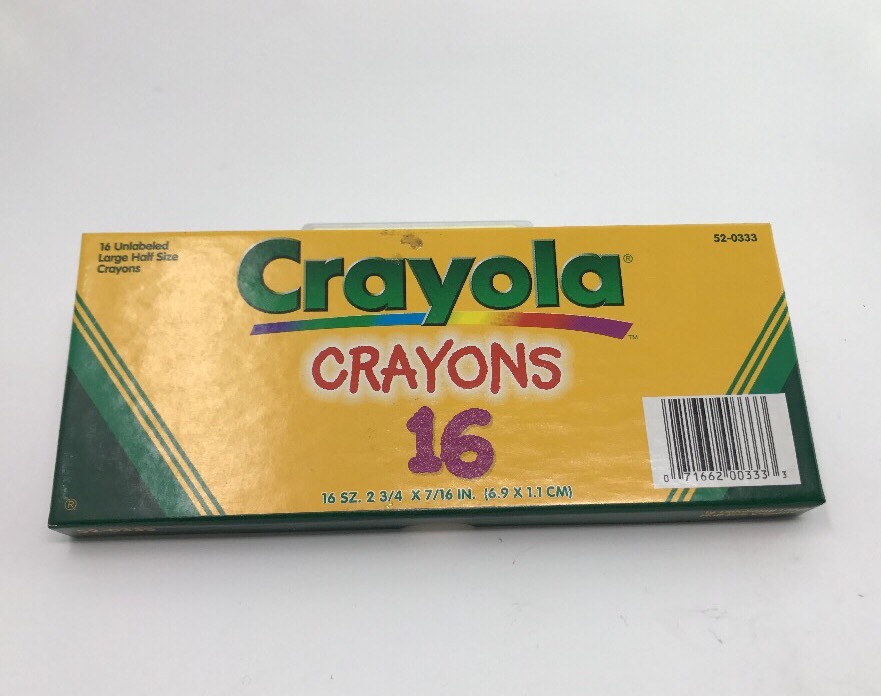 16 Unlabeled
Large Half Size
Crayons
52-0333
Crayola®
™
CRAYONS
16
16 SZ. 2 3/4 X 7/16 IN. (6.9 X 1.1 CM)
0 71662 00333 3
®